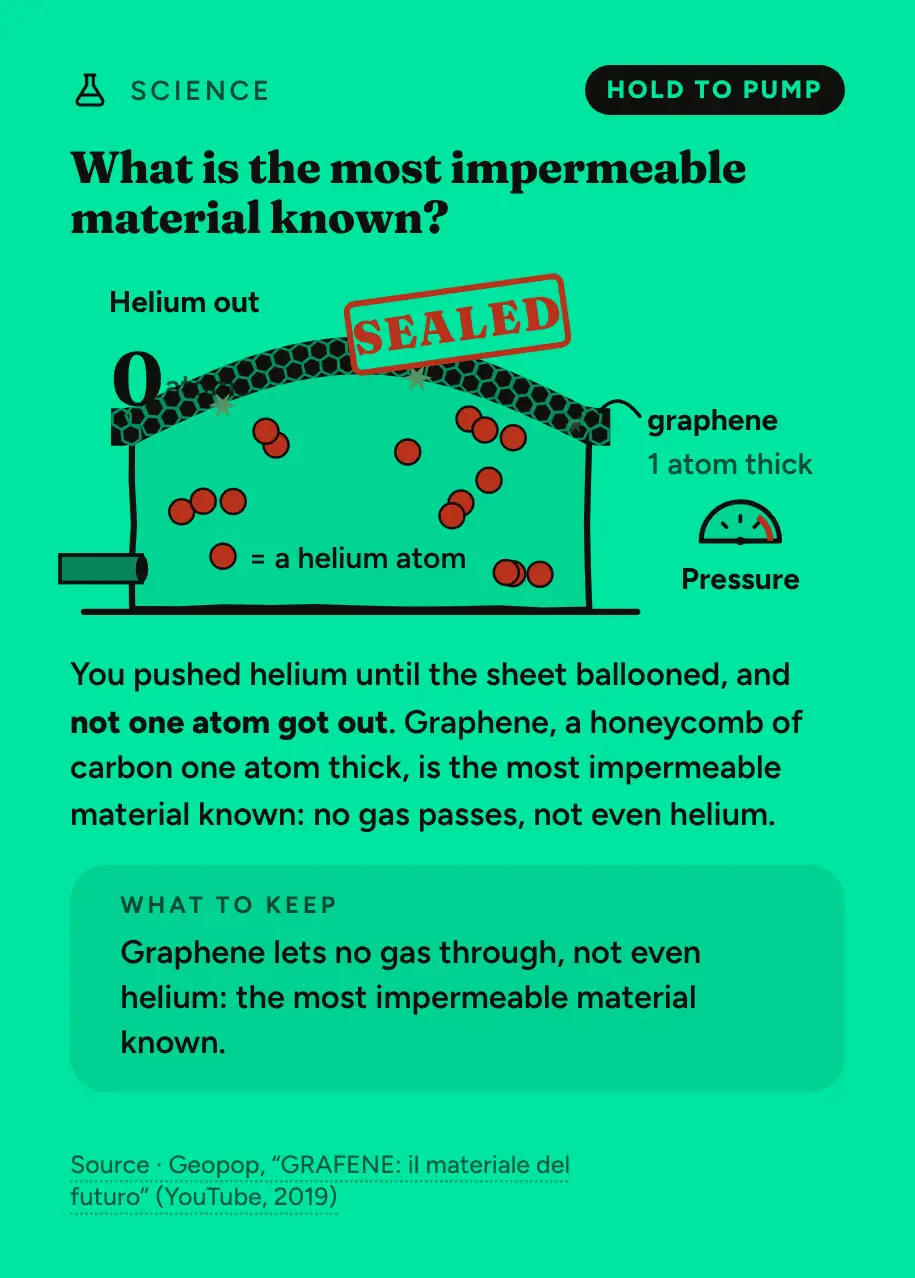 SCIENCE
HOLD TO PUMP
What is the most impermeable
material known?
Helium out
SEALED
0
graphene
1 atom thick
= a helium atom
Pressure
You pushed helium until the sheet ballooned, and
not one atom got out. Graphene, a honeycomb of
carbon one atom thick, is the most impermeable
material known: no gas passes, not even helium.
WHAT TO KEEP
Graphene lets no gas through, not even
helium: the most impermeable material
known.
Source · Geopop, “GRAFENE: il materiale del
futuro” (YouTube, 2019)